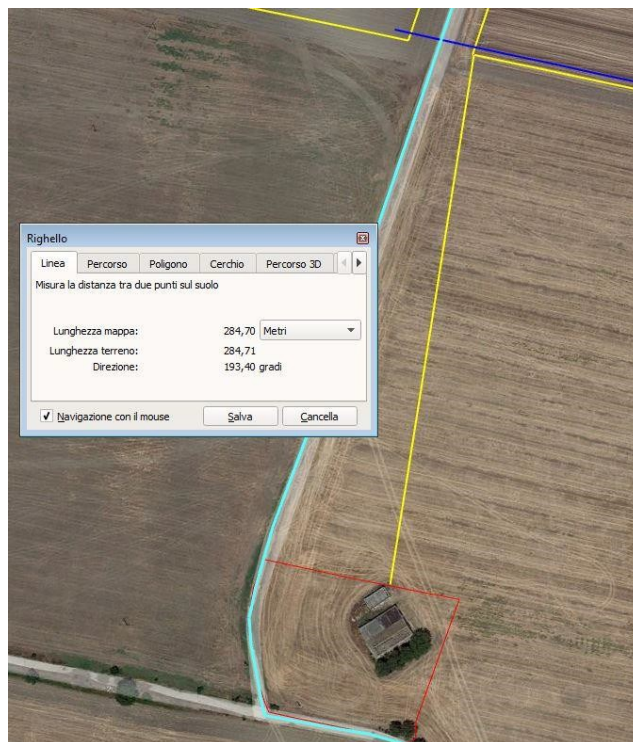 Righello
Linea Percorso Poligono Cerchio Percorso 3D
Misura la distanza tra due punti sul suolo
Lunghezza mappa: 284,70 Metri
Lunghezza terreno: 284,71
Direzione: 193,40 gradi
Navigazione con il mouse Salva Cancella